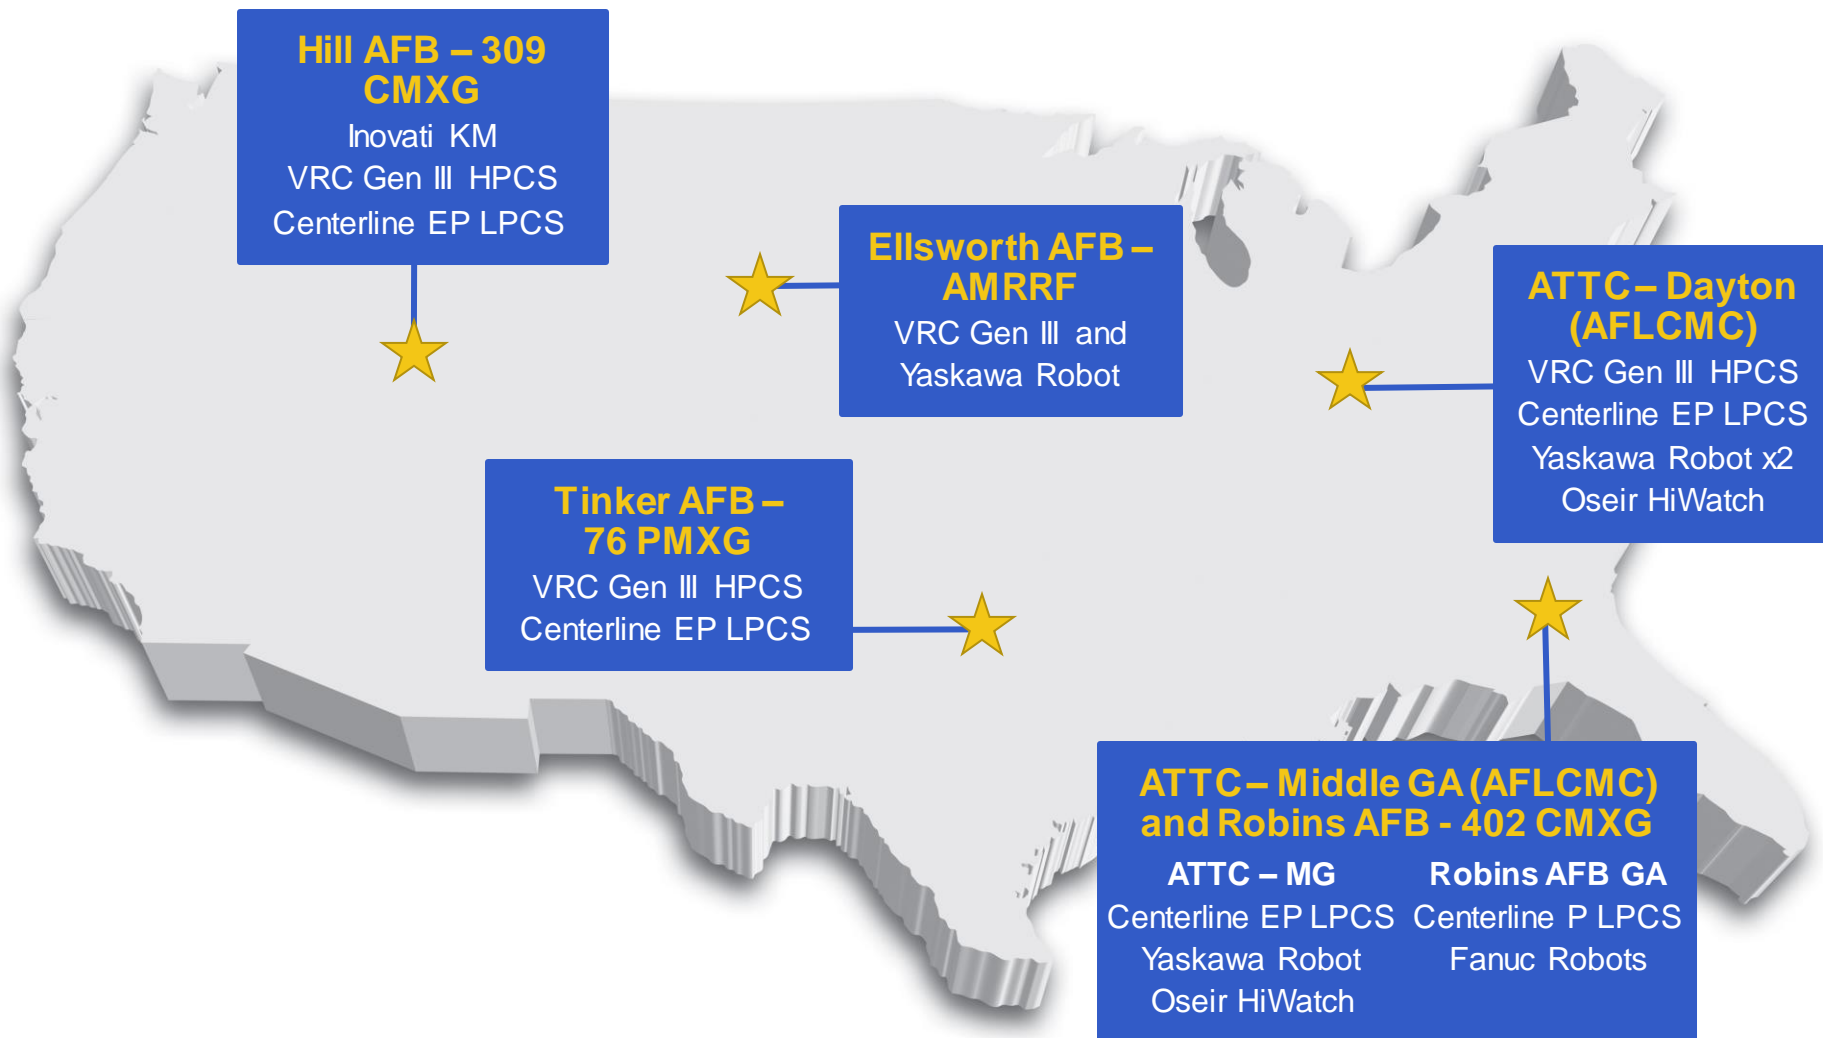 Hill AFB – 309
CMXG
Inovati KM
VRC Gen III HPCS
Centerline EP LPCS
Ellsworth AFB –
AMRRF
VRC Gen III and
Yaskawa Robot
ATTC – Dayton
(AFLCMC)
VRC Gen III HPCS
Centerline EP LPCS
Yaskawa Robot x2
Oseir HiWatch
Tinker AFB –
76 PMXG
VRC Gen III HPCS
Centerline EP LPCS
ATTC – Middle GA (AFLCMC)
and Robins AFB - 402 CMXG
ATTC – MG
Centerline EP LPCS
Yaskawa Robot
Oseir HiWatch
Robins AFB GA
Centerline P LPCS
Fanuc Robots